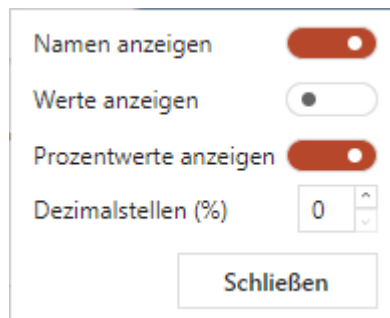 Namen anzeigen
Werte anzeigen
Prozentwerte anzeigen
Dezimalstellen (%) 0
Schließen